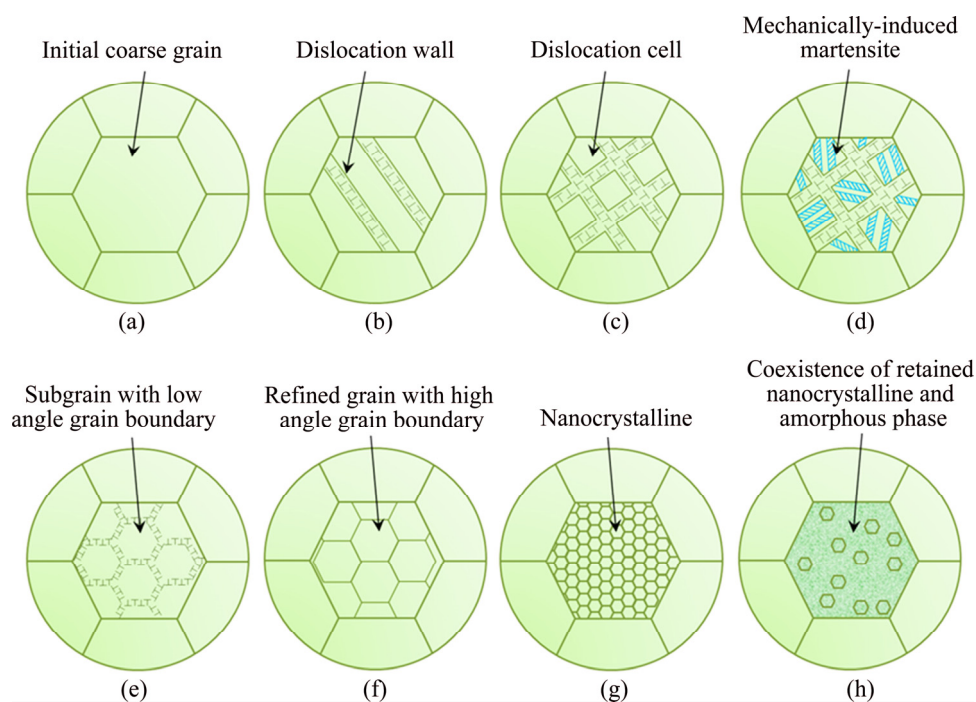 Initial coarse grain
Dislocation wall
Dislocation cell
Mechanically-induced
martensite
(a)
(b)
(c)
(d)
Subgrain with low
angle grain boundary
Refined grain with high
angle grain boundary
Nanocrystalline
Coexistence of retained
nanocrystalline and
amorphous phase
(e)
(f)
(g)
(h)